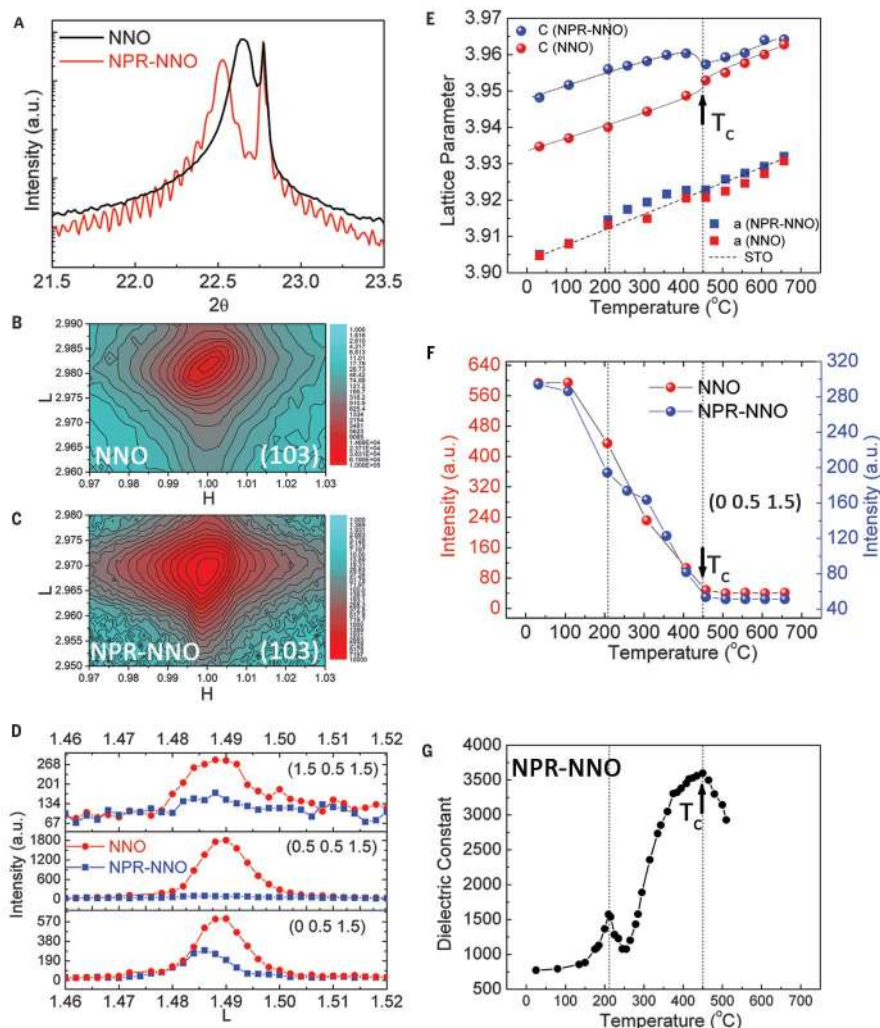 A
NNO
NPR-NNO
Intensity (a.u.)
21.5 22.0 22.5 23.0 23.5
2θ
B
2.990
2.985
2.980
2.975
2.970
2.965
2.960
L
NNO
(103)
0.97 0.98 0.99 1.00 1.01 1.02 1.03
H
C
2.980
2.975
2.970
2.965
2.960
2.955
2.950
L
NPR-NNO
(103)
0.97 0.98 0.99 1.00 1.01 1.02 1.03
H
D
1.46 1.47 1.48 1.49 1.50 1.51 1.52
268
201
134
67
(1.5 0.5 1.5)
1800
1200
600
0
NNO
NPR-NNO
(0.5 0.5 1.5)
570
380
190
0
(0 0.5 1.5)
Intensity (a.u.)
1.46 1.47 1.48 1.49 1.50 1.51 1.52
L
E
3.97
3.96
3.95
3.94
3.93
3.92
3.91
3.90
Lattice Parameter
C (NPR-NNO)
C (NNO)
Tc
a (NPR-NNO)
a (NNO)
STO
0 100 200 300 400 500 600 700 800
Temperature (°C)
F
640
560
480
400
320
240
160
80
0
Intensity (a.u.)
NNO
NPR-NNO
(0 0.5 1.5)
Tc
320
280
240
200
160
120
80
40
Intensity (a.u.)
0 100 200 300 400 500 600 700 800
Temperature (°C)
G
NPR-NNO
4000
3500
3000
2500
2000
1500
1000
500
Dielectric Constant
Tc
0 100 200 300 400 500 600 700 800
Temperature (°C)